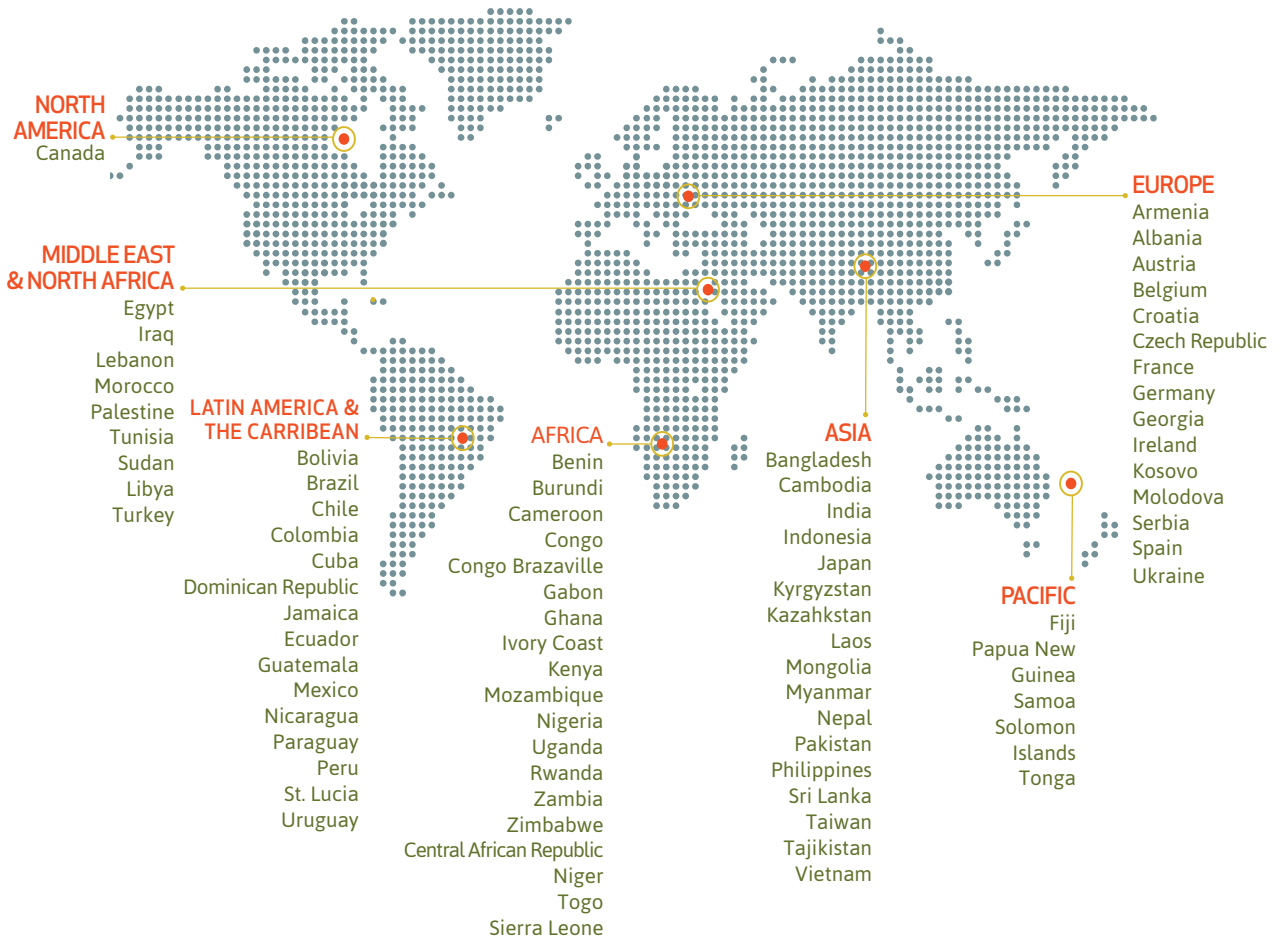 NORTH
AMERICA
Canada
MIDDLE EAST
& NORTH AFRICA
Egypt
Iraq
Lebanon
Morocco
Palestine
Tunisia
Sudan
Libya
Turkey
LATIN AMERICA &
THE CARRIBEAN
Bolivia
Brazil
Chile
Colombia
Cuba
Dominican Republic
Jamaica
Ecuador
Guatemala
Mexico
Nicaragua
Paraguay
Peru
St. Lucia
Uruguay
AFRICA
Benin
Burundi
Cameroon
Congo
Congo Brazaville
Gabon
Ghana
Ivory Coast
Kenya
Mozambique
Nigeria
Uganda
Rwanda
Zambia
Zimbabwe
Central African Republic
Niger
Togo
Sierra Leone
ASIA
Bangladesh
Cambodia
India
Indonesia
Japan
Kyrgyzstan
Kazahkstan
Laos
Mongolia
Myanmar
Nepal
Pakistan
Philippines
Sri Lanka
Taiwan
Tajikistan
Vietnam
PACIFIC
Fiji
Papua New
Guinea
Samoa
Solomon
Islands
Tonga
EUROPE
Armenia
Albania
Austria
Belgium
Croatia
Czech Republic
France
Germany
Georgia
Ireland
Kosovo
Molodova
Serbia
Spain
Ukraine